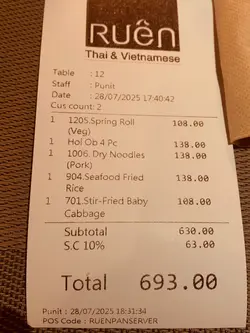 RUÊN
Thai & Vietnamese
Table : 12
Staff : Punit
Date : 28/07/2025 17:40:42
Cus count: 2
1 1205.Spring Roll 108.00
(Veg)
1 Hoi Ob 4 Pc 138.00
1 1006. Dry Noodles 138.00
(Pork)
1 904.Seafood Fried 138.00
Rice
1 701.Stir-Fried Baby 108.00
Cabbage
Subtotal 630.00
S.C 10% 63.00
Total 693.00
Punit : 28/07/2025 18:31:34
POS Code : RUENPANSERVER